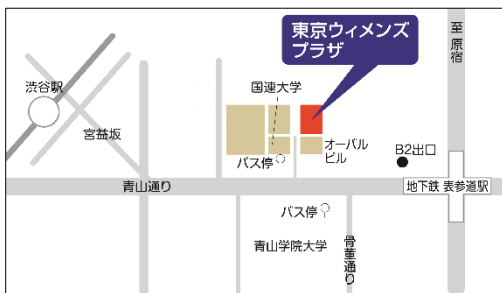 東京ウィメンズ
プラザ
至
原
宿
渋谷駅
国連大学
宮益坂
オーバル
ビル
B2出口
バス停
青山通り
地下鉄 表参道駅
バス停
青山学院大学
骨董通り